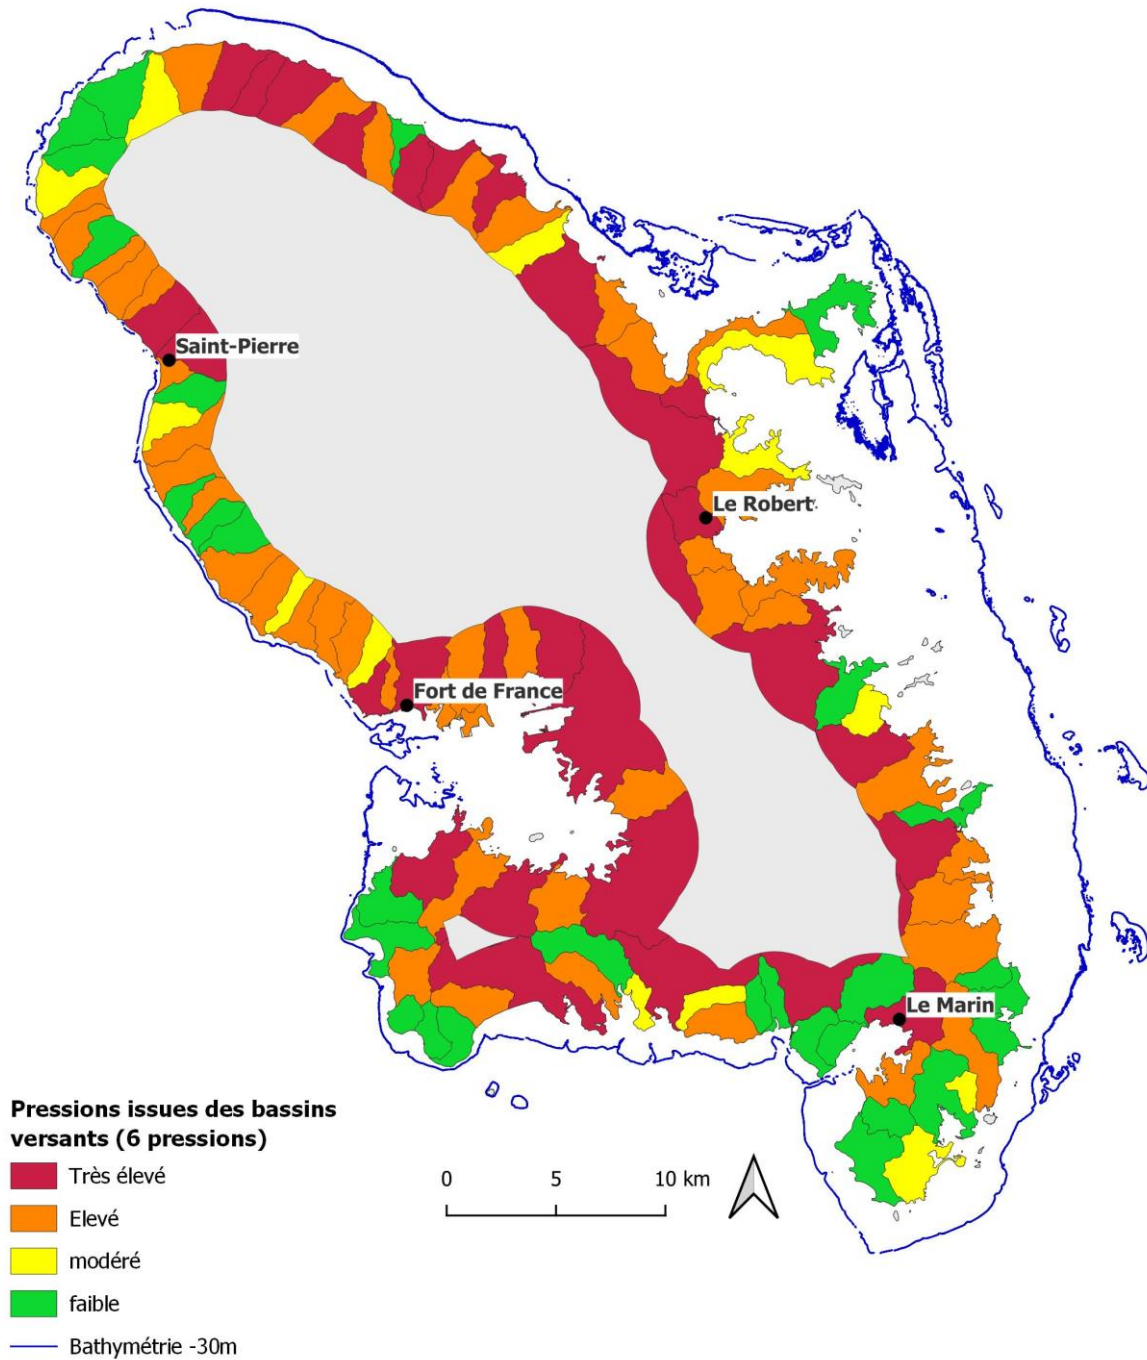 Saint-Pierre
Le Robert
Fort de France
Le Marin
Pressions issues des bassins
versants (6 pressions)
Très élevé
Elevé
modéré
faible
Bathymétrie -30m
0 5 10 km